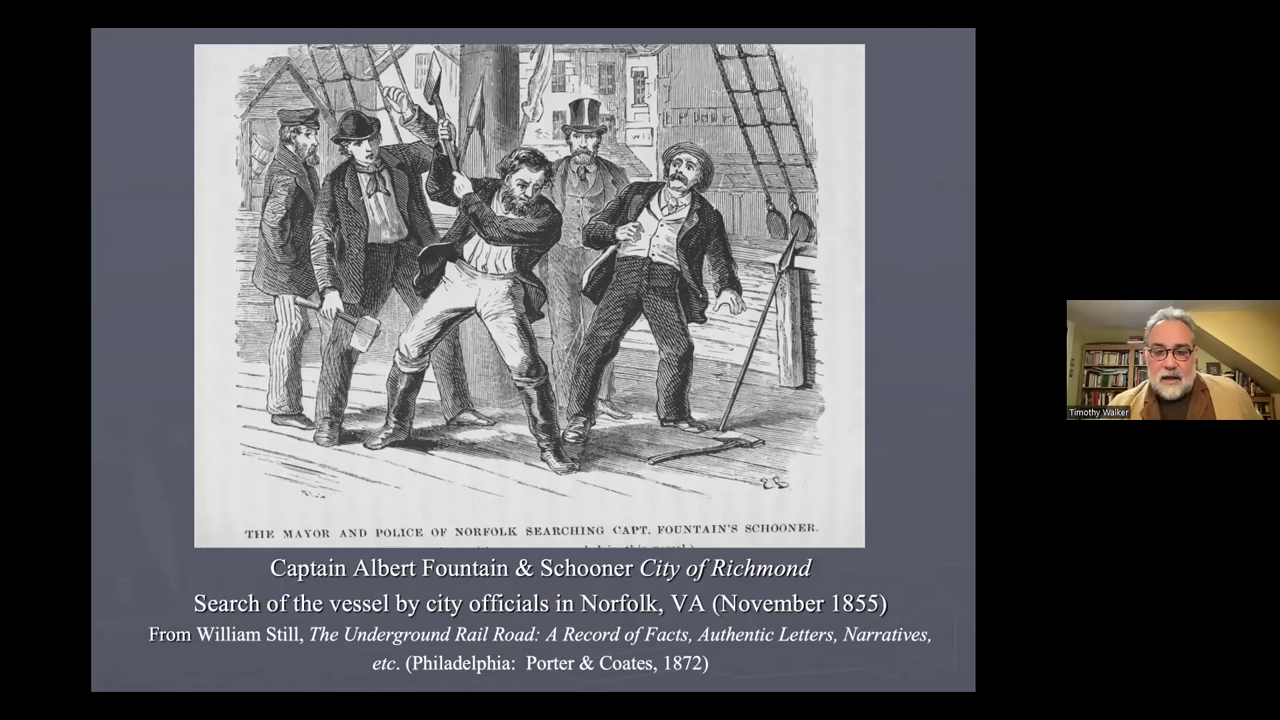 THE MAYOR AND POLICE OF NORFOLK SEARCHING CAPT. FOUNTAIN'S SCHOONER.
Captain Albert Fountain & Schooner City of Richmond
Search of the vessel by city officials in Norfolk, VA (November 1855)
From William Still, The Underground Rail Road: A Record of Facts, Authentic Letters, Narratives,
etc. (Philadelphia: Porter & Coates, 1872)
Timothy Walker